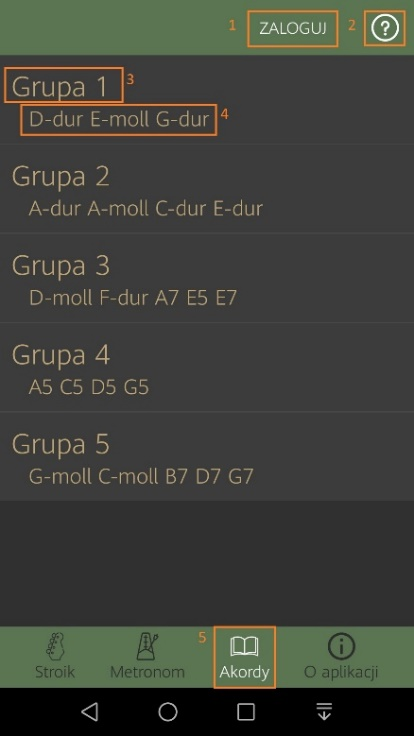 1 ZALOGUJ 2 ?
Grupa 1 3
D-dur E-moll G-dur 4
Grupa 2
A-dur A-moll C-dur E-dur
Grupa 3
D-moll F-dur A7 E5 E7
Grupa 4
A5 C5 D5 G5
Grupa 5
G-moll C-moll B7 D7 G7
5
Stroik Metronom Akordy O aplikacji